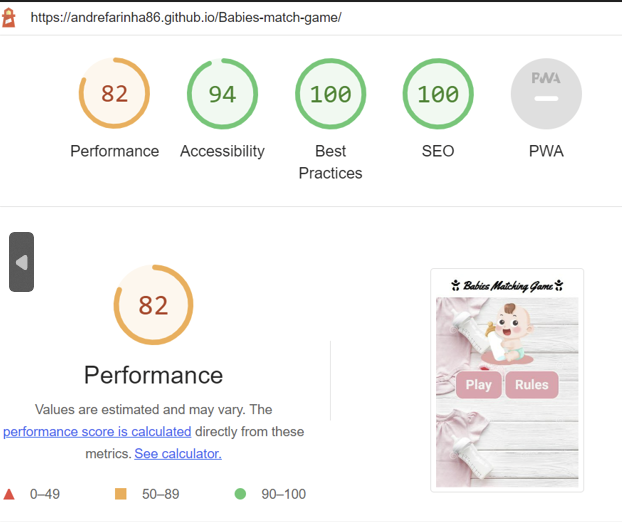 https://andrefarinha86.github.io/Babies-match-game/
82
94
100
100
PWA
Performance
Accessibility
Best
Practices
SEO
PWA
82
Performance
Values are estimated and may vary. The
performance score is calculated directly from these
metrics. See calculator.
0–49
50–89
90–100
Babies Matching Game
Play
Rules